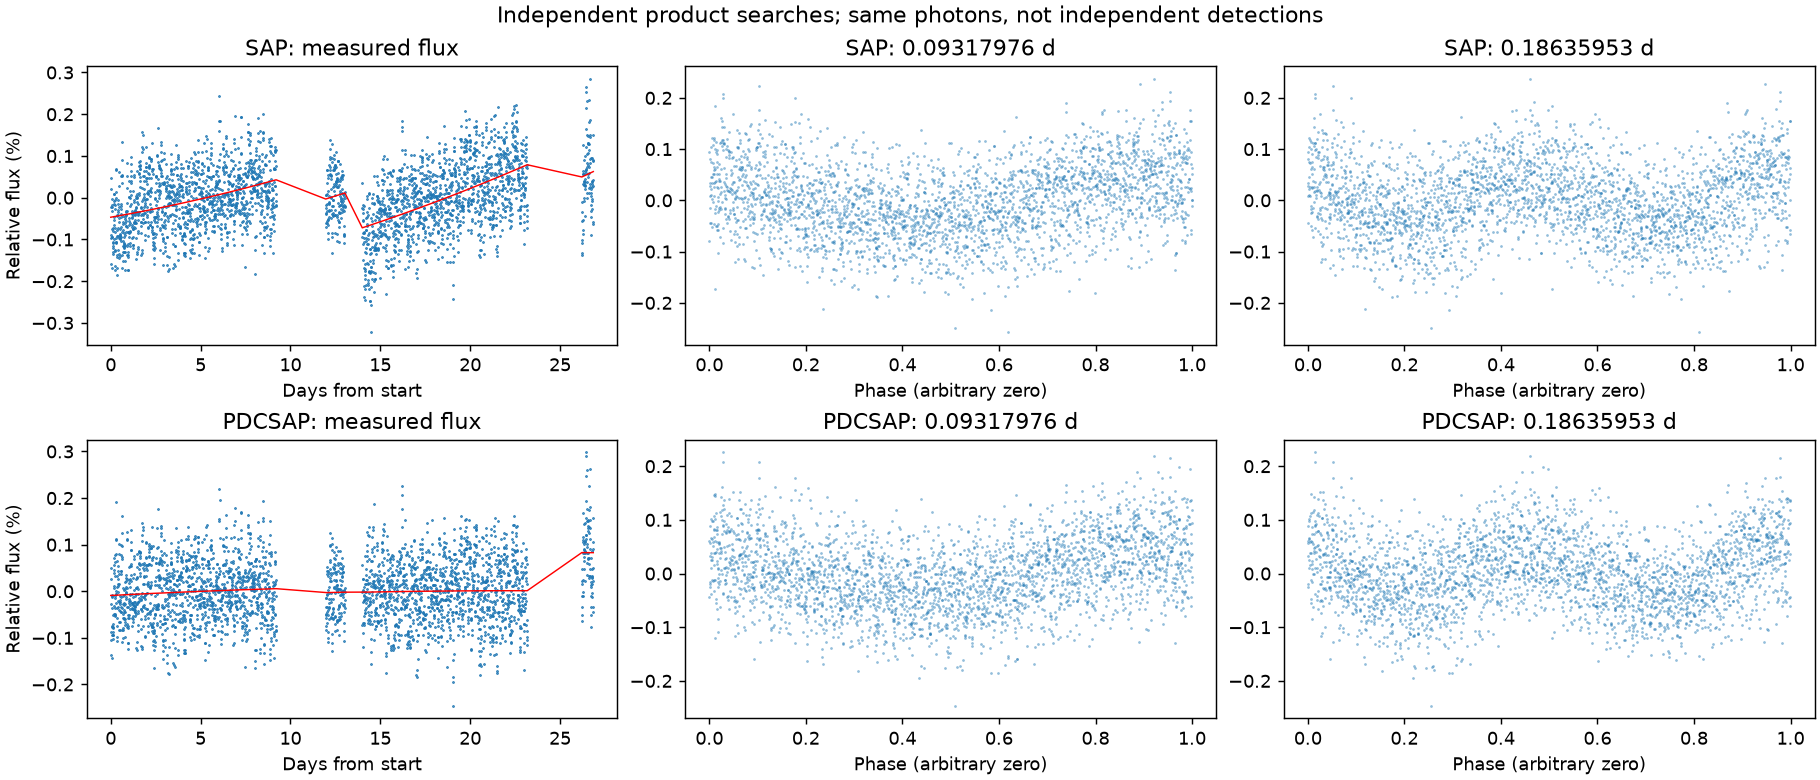 Independent product searches; same photons, not independent detections
SAP: measured flux
SAP: 0.09317976 d
SAP: 0.18635953 d
Relative flux (%)
0.3
0.2
0.1
0.0
−0.1
−0.2
−0.3
0 5 10 15 20 25
Days from start
0.2
0.1
0.0
−0.1
−0.2
0.0 0.2 0.4 0.6 0.8 1.0
Phase (arbitrary zero)
0.2
0.1
0.0
−0.1
−0.2
0.0 0.2 0.4 0.6 0.8 1.0
Phase (arbitrary zero)
PDCSAP: measured flux
PDCSAP: 0.09317976 d
PDCSAP: 0.18635953 d
Relative flux (%)
0.3
0.2
0.1
0.0
−0.1
−0.2
0 5 10 15 20 25
Days from start
0.2
0.1
0.0
−0.1
−0.2
0.0 0.2 0.4 0.6 0.8 1.0
Phase (arbitrary zero)
0.2
0.1
0.0
−0.1
−0.2
0.0 0.2 0.4 0.6 0.8 1.0
Phase (arbitrary zero)